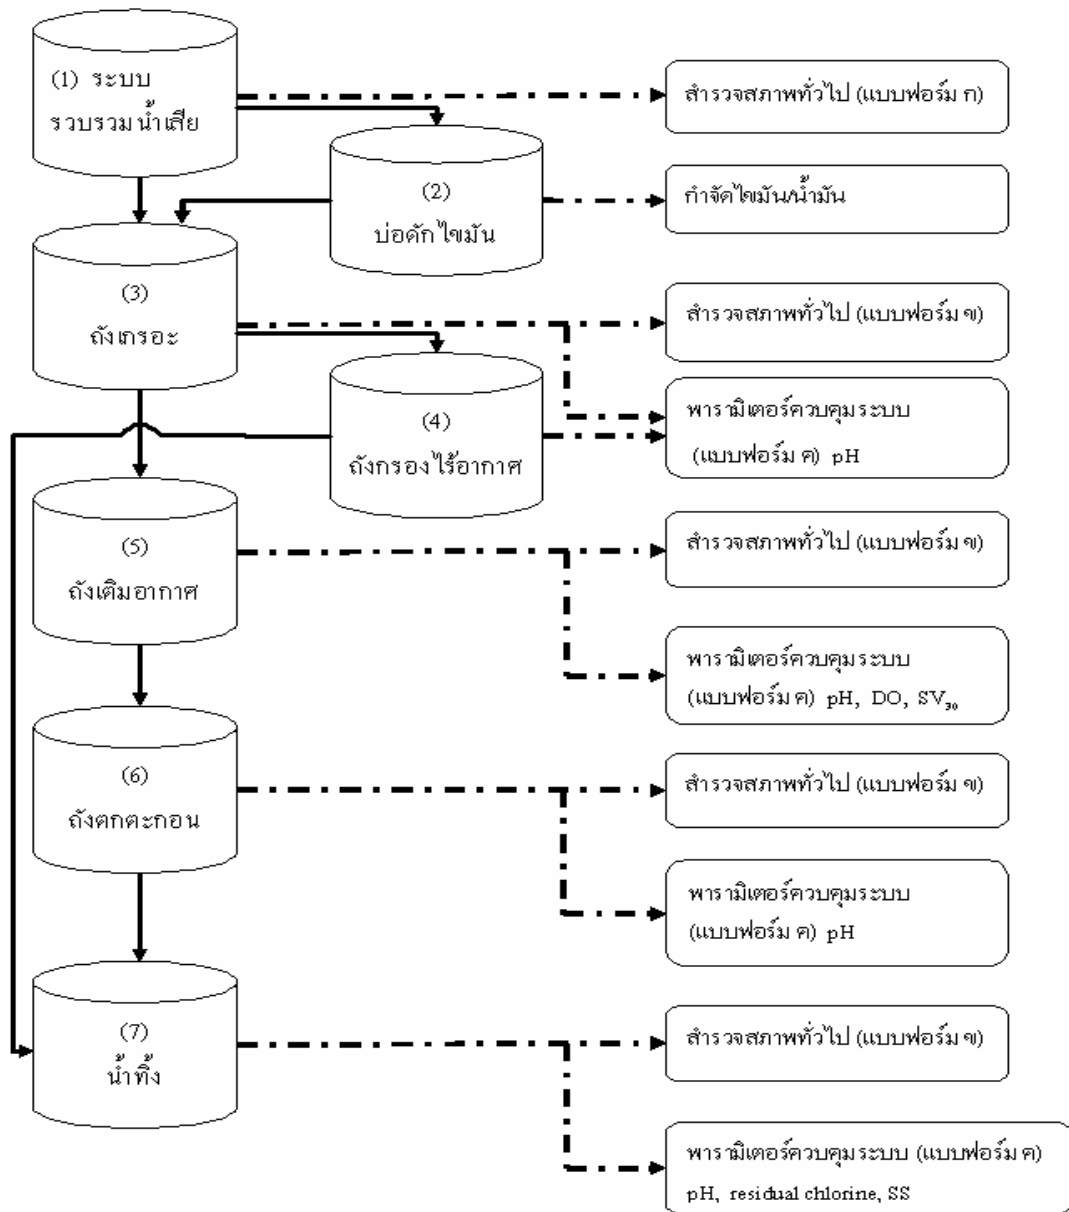 (1) ระบบ
รวบรวมน้ำเสีย
สำรวจสภาพทั่วไป (แบบฟอร์ม ก)
(2)
บ่อดักไขมัน
กำจัดไขมัน/น้ำมัน
(3)
ถังเกรอะ
สำรวจสภาพทั่วไป (แบบฟอร์ม ข)
(4)
ถังกรองไร้อากาศ
พารามิเตอร์ควบคุมระบบ
(แบบฟอร์ม ค) pH
(5)
ถังเติมอากาศ
สำรวจสภาพทั่วไป (แบบฟอร์ม ข)
พารามิเตอร์ควบคุมระบบ
(แบบฟอร์ม ค) pH, DO, SV₃₀
(6)
ถังตกตะกอน
สำรวจสภาพทั่วไป (แบบฟอร์ม ข)
พารามิเตอร์ควบคุมระบบ
(แบบฟอร์ม ค) pH
(7)
น้ำทิ้ง
สำรวจสภาพทั่วไป (แบบฟอร์ม ข)
พารามิเตอร์ควบคุมระบบ (แบบฟอร์ม ค)
pH, residual chlorine, SS